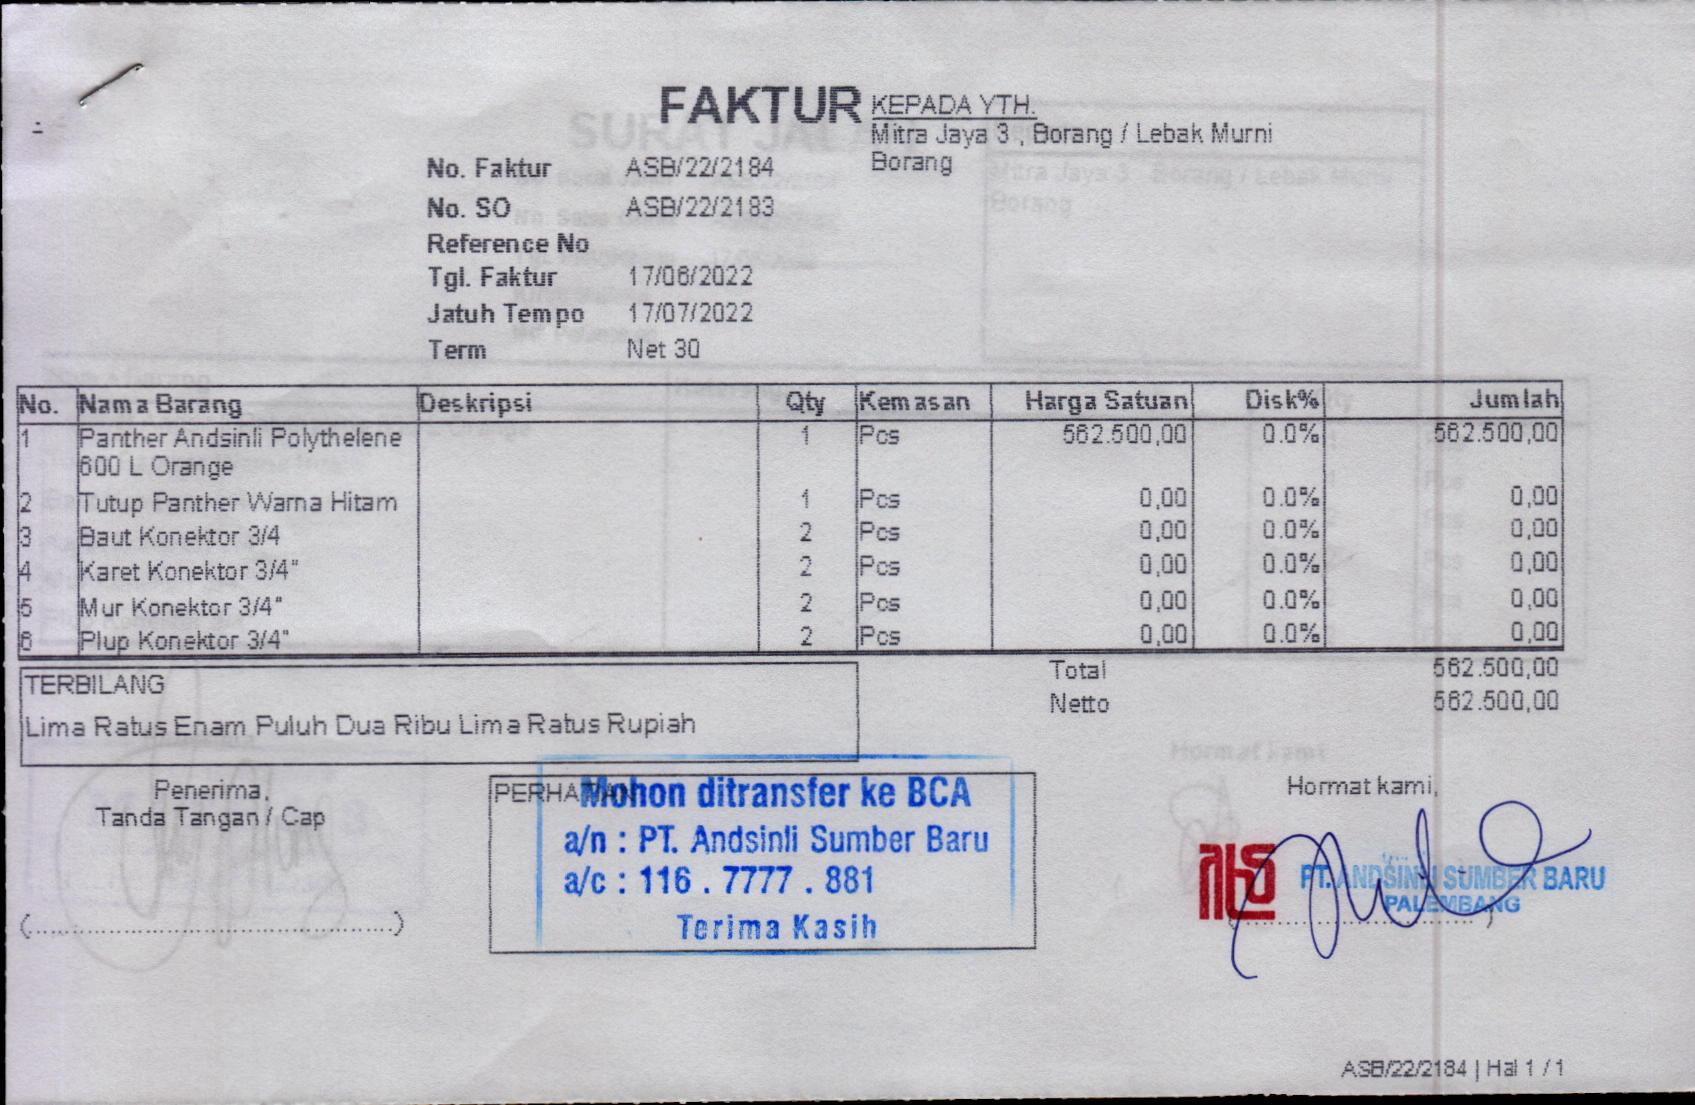 FAKTUR
KEPADA YTH.
Mitra Jaya 3 , Borang / Lebak Murni
Borang
No. Faktur ASB/22/2184
No. SO ASB/22/2183
Reference No
Tgl. Faktur 17/06/2022
Jatuh Tempo 17/07/2022
Term Net 30
No. Nama Barang Deskripsi Qty Kemasan Harga Satuan Disk% Jumlah
1 Panther Andsinli Polythelene 1 Pcs 562.500,00 0.0% 562.500,00
600 L Orange
2 Tutup Panther Warna Hitam 1 Pcs 0,00 0.0% 0,00
3 Baut Konektor 3/4 2 Pcs 0,00 0.0% 0,00
4 Karet Konektor 3/4" 2 Pcs 0,00 0.0% 0,00
5 Mur Konektor 3/4" 2 Pcs 0,00 0.0% 0,00
6 Plup Konektor 3/4" 2 Pcs 0,00 0.0% 0,00
Total 562.500,00
Netto 562.500,00
TERBILANG
Lima Ratus Enam Puluh Dua Ribu Lima Ratus Rupiah
Penerima,
Tanda Tangan / Cap
(..........................................................)
PERHATIAN
Mohon ditransfer ke BCA
a/n : PT. Andsinli Sumber Baru
a/c : 116 . 7777 . 881
Terima Kasih
Hormat kami,
PT. ANDSINLI SUMBER BARU
PALEMBANG
ASB/22/2184 | Hal 1 / 1